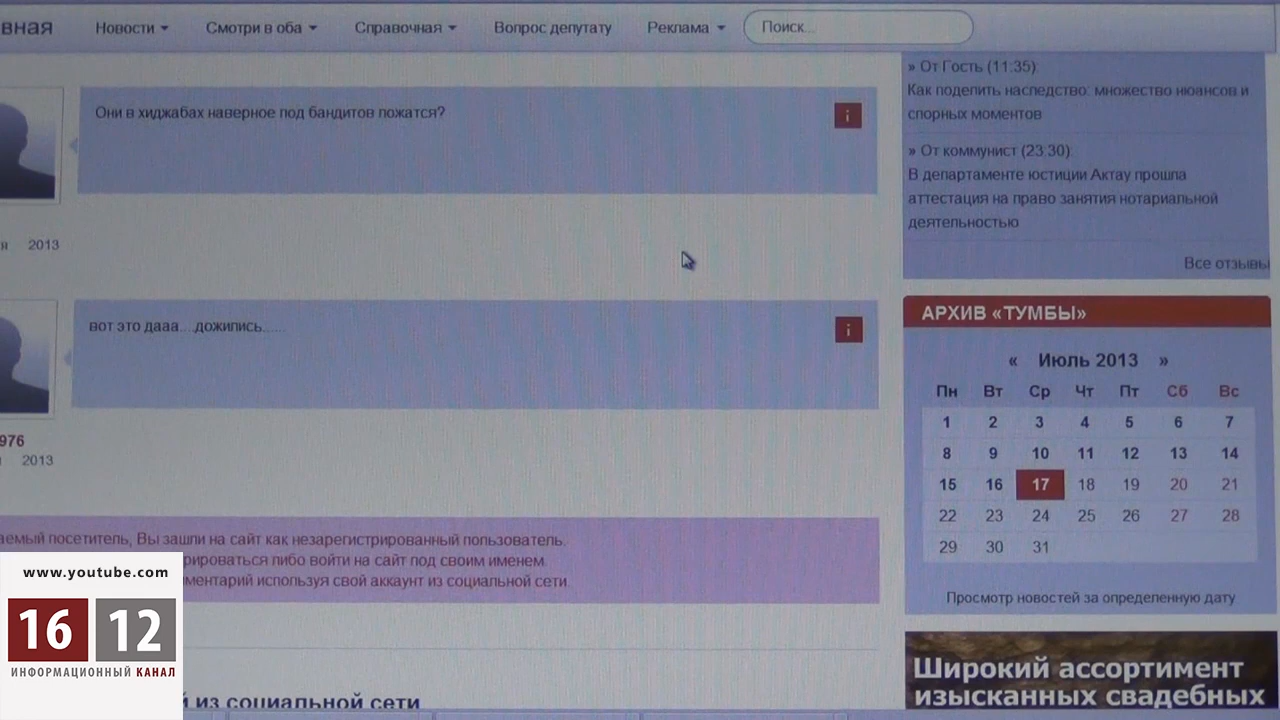 вная Новости Смотри в оба Справочная Вопрос депутату Реклама Поиск...
Они в хиджабах наверное под бандитов пожатся?
i
я 2013
вот это дааа....дожились......
i
976
2013
аемый посетитель, Вы зашли на сайт как незарегистрированный пользователь.
рироваться либо войти на сайт под своим именем.
ментарий используя свой аккаунт из социальной сети.
й из социальной сети
» От Гость (11:35):
Как поделить наследство: множество нюансов и
спорных моментов
» От коммунист (23:30):
В департаменте юстиции Актау прошла
аттестация на право занятия нотариальной
деятельностью
Все отзывы
АРХИВ «ТУМБЫ»
« Июль 2013 »
Пн Вт Ср Чт Пт Сб Вс
1 2 3 4 5 6 7
8 9 10 11 12 13 14
15 16 17 18 19 20 21
22 23 24 25 26 27 28
29 30 31
Просмотр новостей за определенную дату
Широкий ассортимент
изысканных свадебных
www.youtube.com
16 12
ИНФОРМАЦИОННЫЙ КАНАЛ